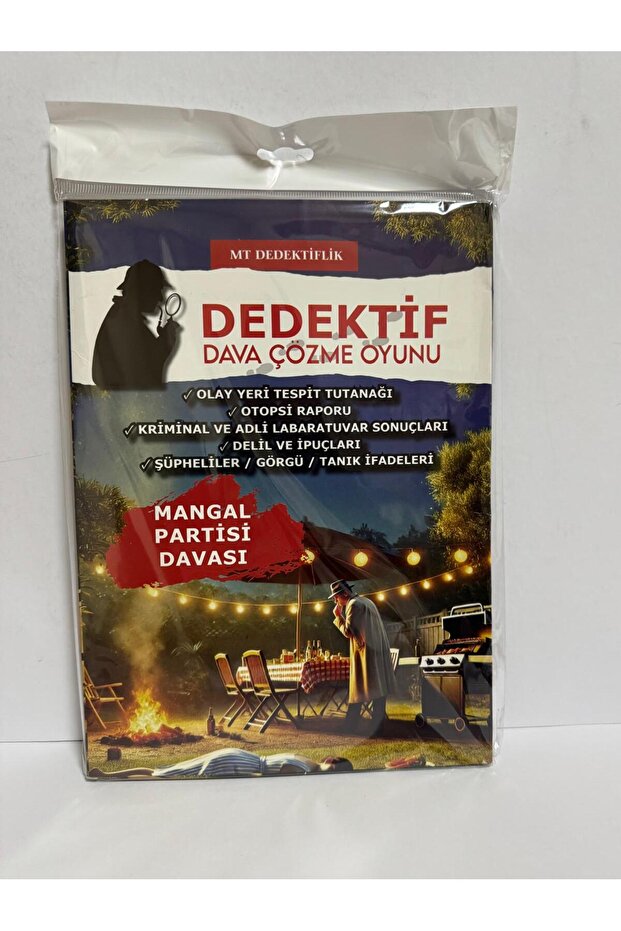 MT DEDEKTİFLİK
DEDEKTİF
DAVA ÇÖZME OYUNU
✓ OLAY YERİ TESPİT TUTANAĞI
✓ OTOPSİ RAPORU
✓ KRİMİNAL VE ADLİ LABARATUVAR SONUÇLARI
✓ DELİL VE İPUÇLARI
✓ ŞÜPHELİLER / GÖRGÜ / TANIK İFADELERİ
MANGAL
PARTİSİ
DAVASI